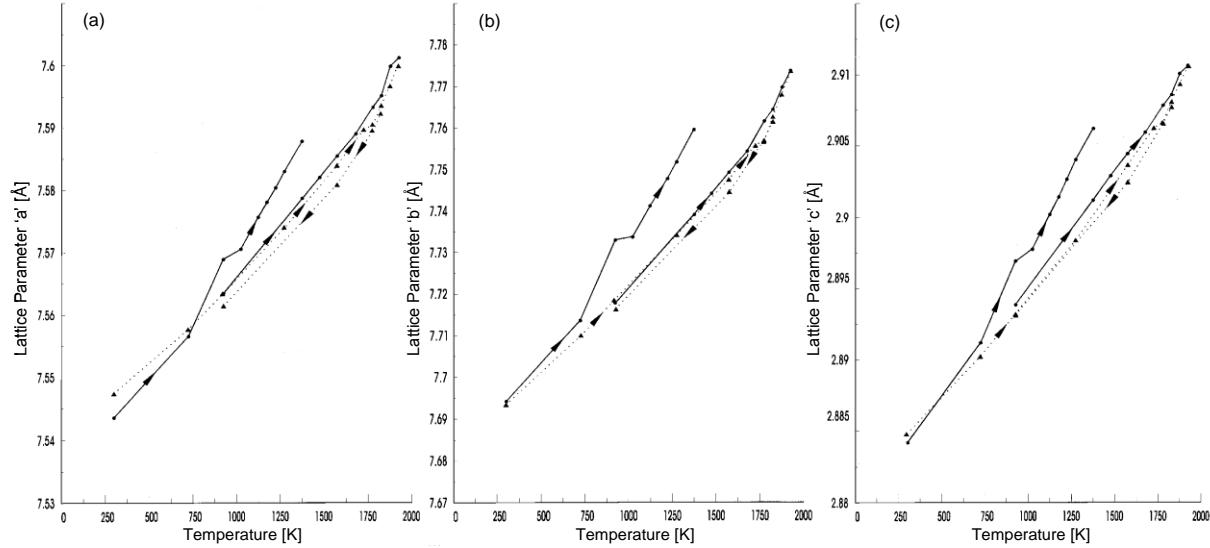 (a)
7.6
7.59
7.58
7.57
7.56
7.55
7.54
7.53
Lattice Parameter 'a' [Å]
0 250 500 750 1000 1250 1500 1750 2000
Temperature [K]
(b)
7.78
7.79
7.77
7.76
7.75
7.74
7.73
7.72
7.71
7.7
7.69
7.68
7.67
Lattice Parameter 'b' [Å]
0 250 500 750 1000 1250 1500 1750 2000
Temperature [K]
(c)
2.91
2.905
2.9
2.895
2.89
2.885
2.88
Lattice Parameter 'c' [Å]
0 250 500 750 1000 1250 1500 1750 2000
Temperature [K]